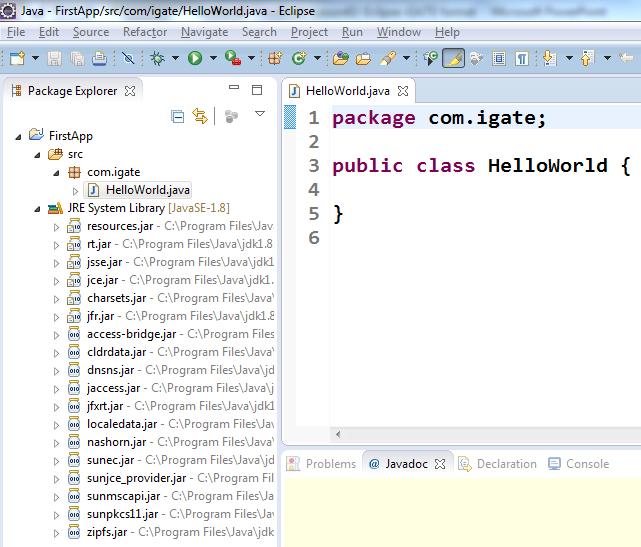 Java - FirstApp/src/com/igate/HelloWorld.java - Eclipse
File Edit Source Refactor Navigate Search Project Run Window Help
Package Explorer
FirstApp
src
com.igate
HelloWorld.java
JRE System Library [JavaSE-1.8]
resources.jar - C:\Program Files\Java\jd
rt.jar - C:\Program Files\Java\jdk1.8
jsse.jar - C:\Program Files\Java\jdk1
jce.jar - C:\Program Files\Java\jdk1.
charsets.jar - C:\Program Files\Java
jfr.jar - C:\Program Files\Java\jdk1.8
access-bridge.jar - C:\Program Files
cldrdata.jar - C:\Program Files\Java
dnsns.jar - C:\Program Files\Java\jd
jaccess.jar - C:\Program Files\Java\j
jfxrt.jar - C:\Program Files\Java\jdk1
localedata.jar - C:\Program Files\Ja
nashorn.jar - C:\Program Files\Java
sunec.jar - C:\Program Files\Java\jd
sunjce_provider.jar - C:\Program Fil
sunmscapi.jar - C:\Program Files\Ja
sunpkcs11.jar - C:\Program Files\Ja
zipfs.jar - C:\Program Files\Java\jdk
HelloWorld.java
1 package com.igate;
2
3 public class HelloWorld {
4
5 }
6
Problems @ Javadoc Declaration Console